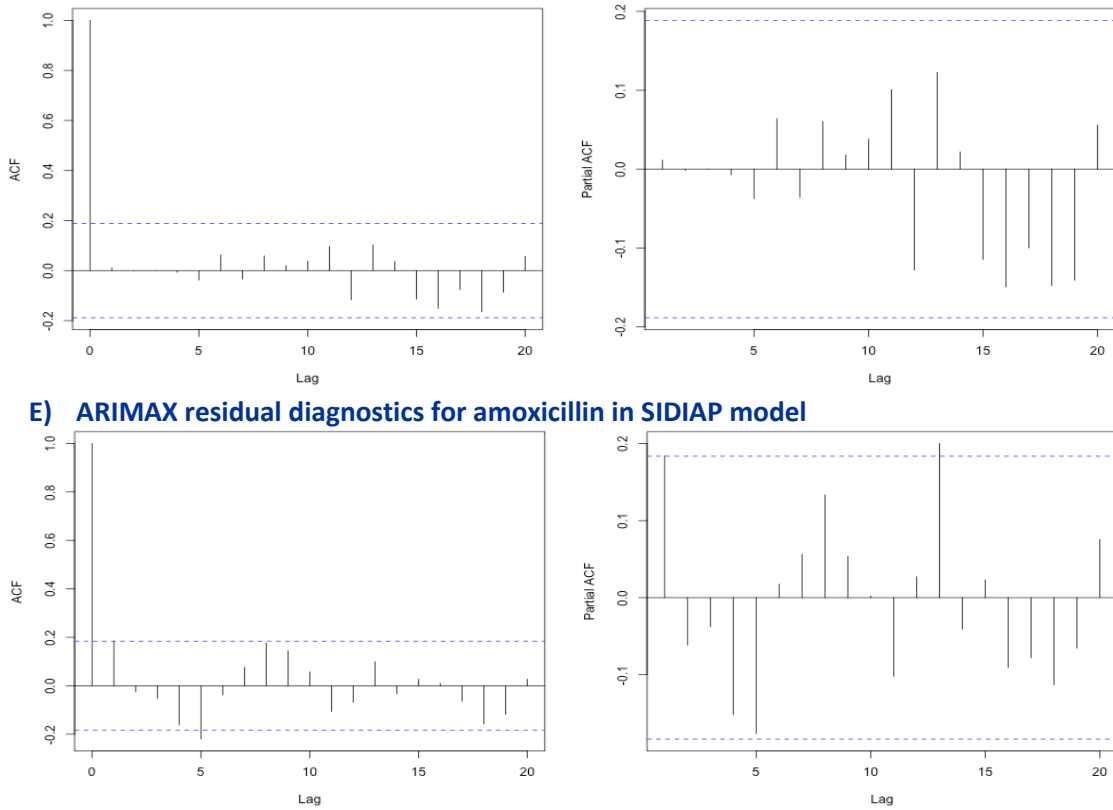 ACF
1.0
0.8
0.6
0.4
0.2
0.0
-0.2
0 5 10 15 20
Lag
Partial ACF
0.2
0.1
0.0
-0.1
-0.2
5 10 15 20
Lag
E) ARIMAX residual diagnostics for amoxicillin in SIDIAP model
ACF
1.0
0.8
0.6
0.4
0.2
0.0
-0.2
0 5 10 15 20
Lag
Partial ACF
0.2
0.1
0.0
-0.1
5 10 15 20
Lag